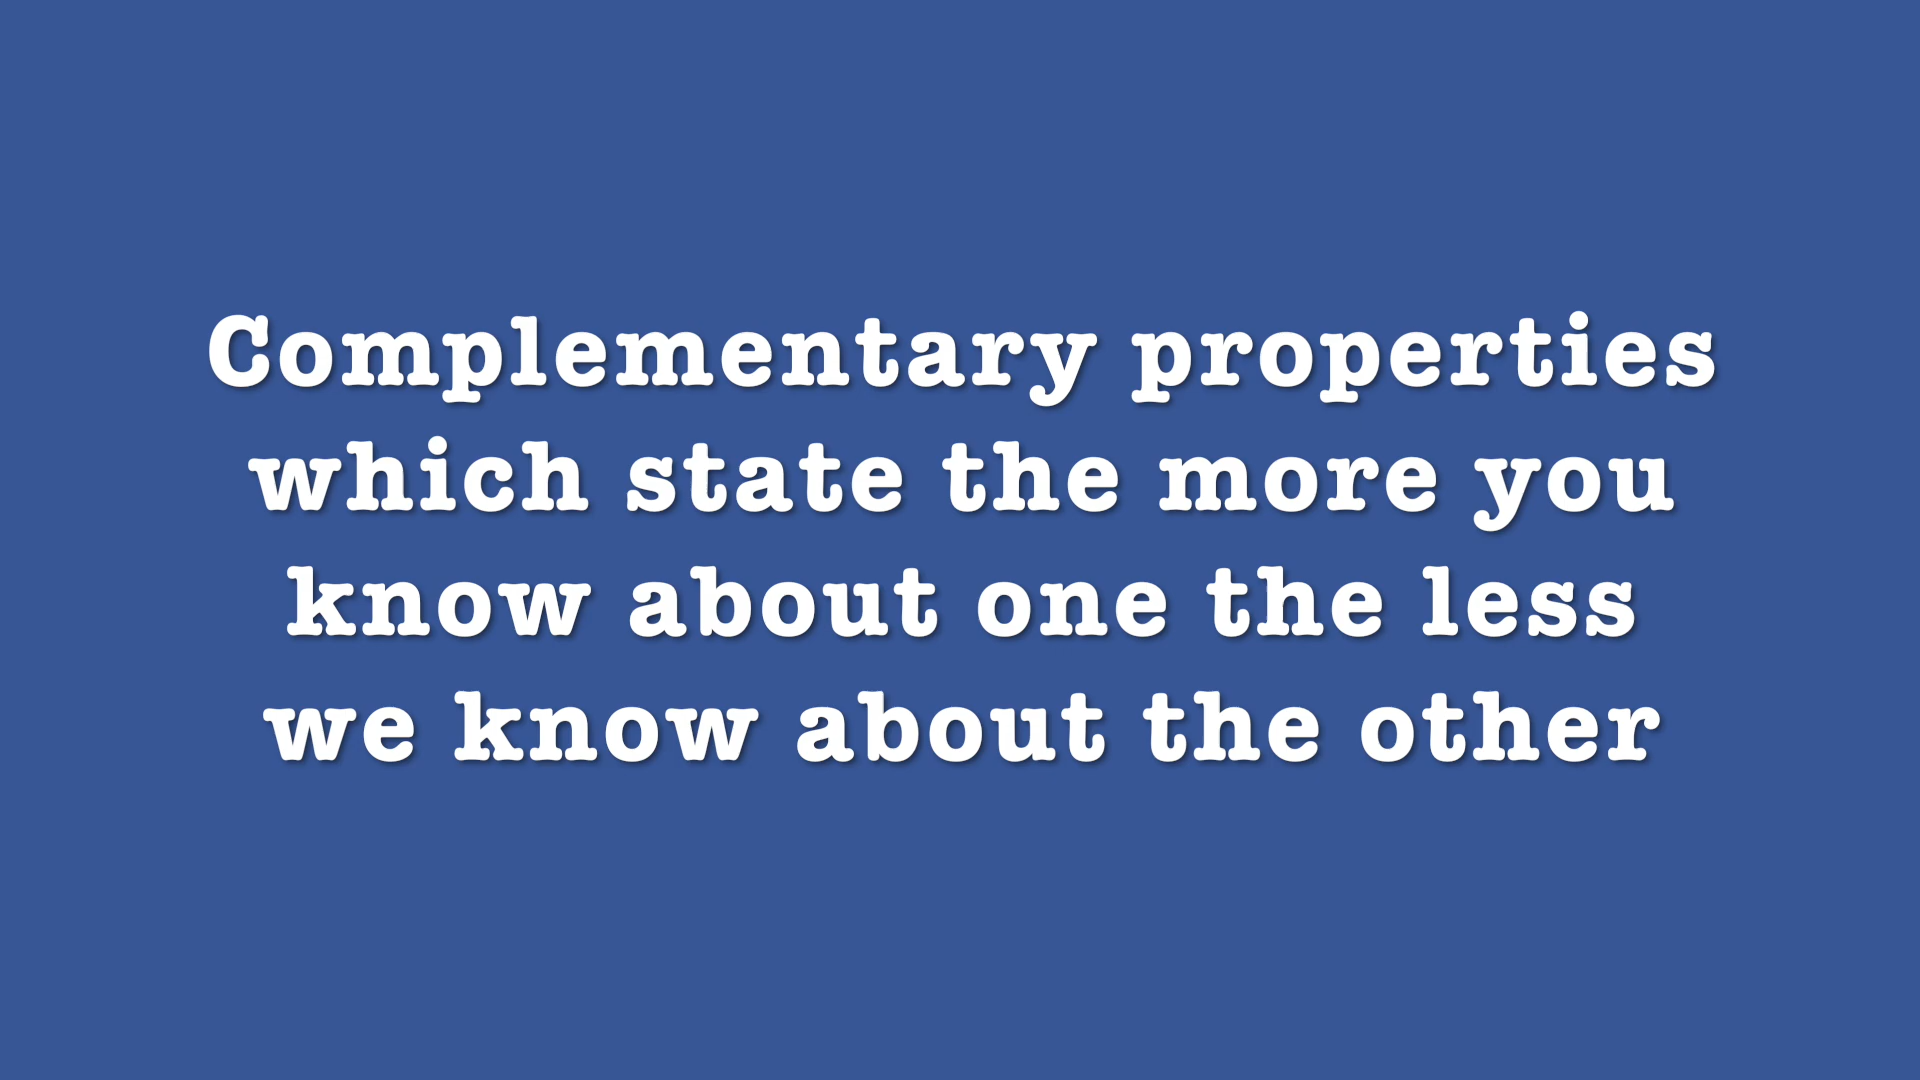 Complementary properties
which state the more you
know about one the less
we know about the other